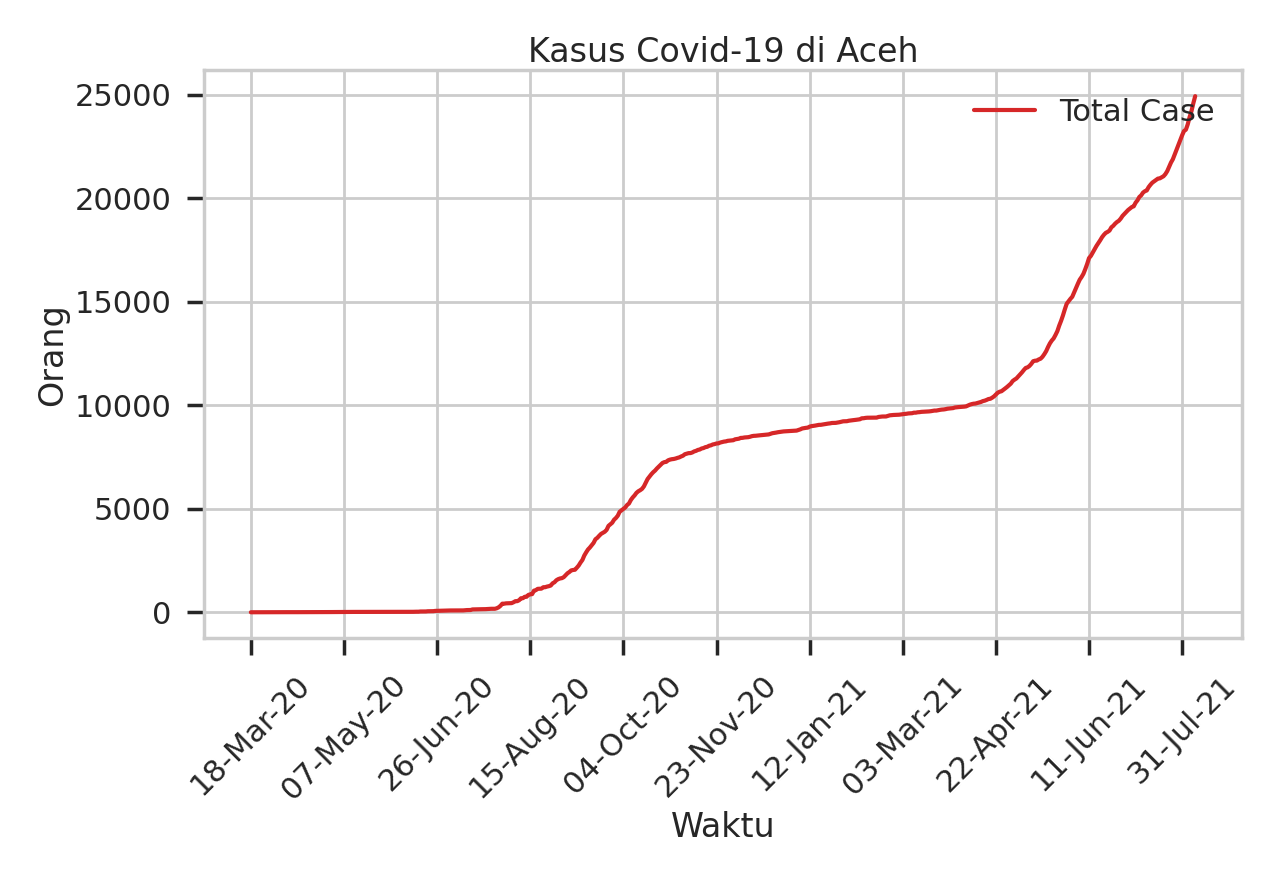 Kasus Covid-19 di Aceh
Total Case
Orang
25000
20000
15000
10000
5000
0
18-Mar-20
07-May-20
26-Jun-20
15-Aug-20
04-Oct-20
23-Nov-20
12-Jan-21
03-Mar-21
22-Apr-21
11-Jun-21
31-Jul-21
Waktu